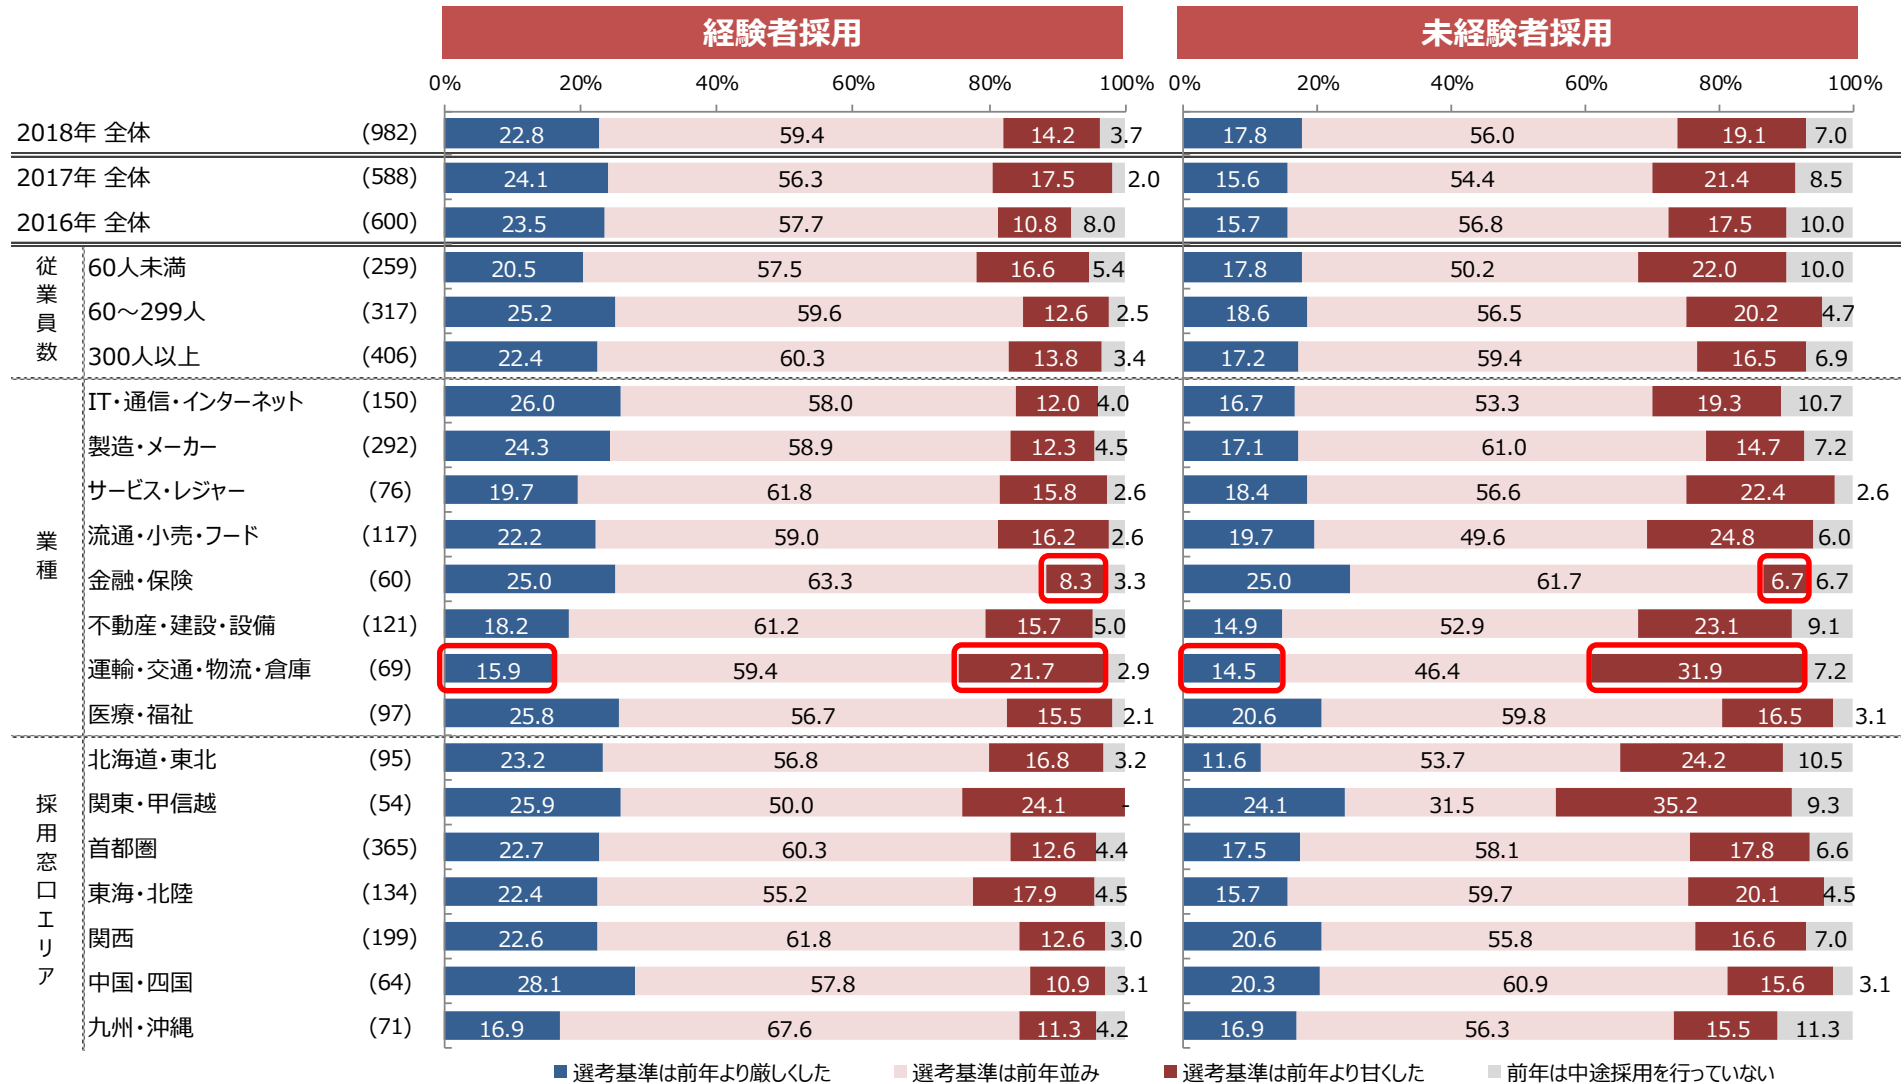 経験者採用 未経験者採用
0% 20% 40% 60% 80% 100% 0% 20% 40% 60% 80% 100%
2018年 全体 (982) 22.8 59.4 14.2 3.7 17.8 56.0 19.1 7.0
2017年 全体 (588) 24.1 56.3 17.5 2.0 15.6 54.4 21.4 8.5
2016年 全体 (600) 23.5 57.7 10.8 8.0 15.7 56.8 17.5 10.0
従業員数
60人未満 (259) 20.5 57.5 16.6 5.4 17.8 50.2 22.0 10.0
60～299人 (317) 25.2 59.6 12.6 2.5 18.6 56.5 20.2 4.7
300人以上 (406) 22.4 60.3 13.8 3.4 17.2 59.4 16.5 6.9
業種
IT・通信・インターネット (150) 26.0 58.0 12.0 4.0 16.7 53.3 19.3 10.7
製造・メーカー (292) 24.3 58.9 12.3 4.5 17.1 61.0 14.7 7.2
サービス・レジャー (76) 19.7 61.8 15.8 2.6 18.4 56.6 22.4 2.6
流通・小売・フード (117) 22.2 59.0 16.2 2.6 19.7 49.6 24.8 6.0
金融・保険 (60) 25.0 63.3 8.3 3.3 25.0 61.7 6.7 6.7
不動産・建設・設備 (121) 18.2 61.2 15.7 5.0 14.9 52.9 23.1 9.1
運輸・交通・物流・倉庫 (69) 15.9 59.4 21.7 2.9 14.5 46.4 31.9 7.2
医療・福祉 (97) 25.8 56.7 15.5 2.1 20.6 59.8 16.5 3.1
採用窓口エリア
北海道・東北 (95) 23.2 56.8 16.8 3.2 11.6 53.7 24.2 10.5
関東・甲信越 (54) 25.9 50.0 24.1 - 24.1 31.5 35.2 9.3
首都圏 (365) 22.7 60.3 12.6 4.4 17.5 58.1 17.8 6.6
東海・北陸 (134) 22.4 55.2 17.9 4.5 15.7 59.7 20.1 4.5
関西 (199) 22.6 61.8 12.6 3.0 20.6 55.8 16.6 7.0
中国・四国 (64) 28.1 57.8 10.9 3.1 20.3 60.9 15.6 3.1
九州・沖縄 (71) 16.9 67.6 11.3 4.2 16.9 56.3 15.5 11.3
選考基準は前年より厳しくした 選考基準は前年並み 選考基準は前年より甘くした 前年は中途採用を行っていない